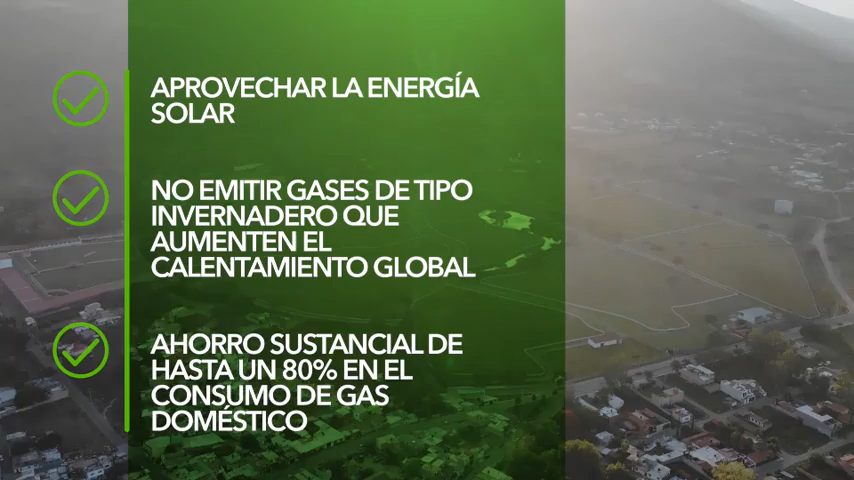 APROVECHAR LA ENERGÍA
SOLAR
NO EMITIR GASES DE TIPO
INVERNADERO QUE
AUMENTEN EL
CALENTAMIENTO GLOBAL
AHORRO SUSTANCIAL DE
HASTA UN 80% EN EL
CONSUMO DE GAS
DOMÉSTICO